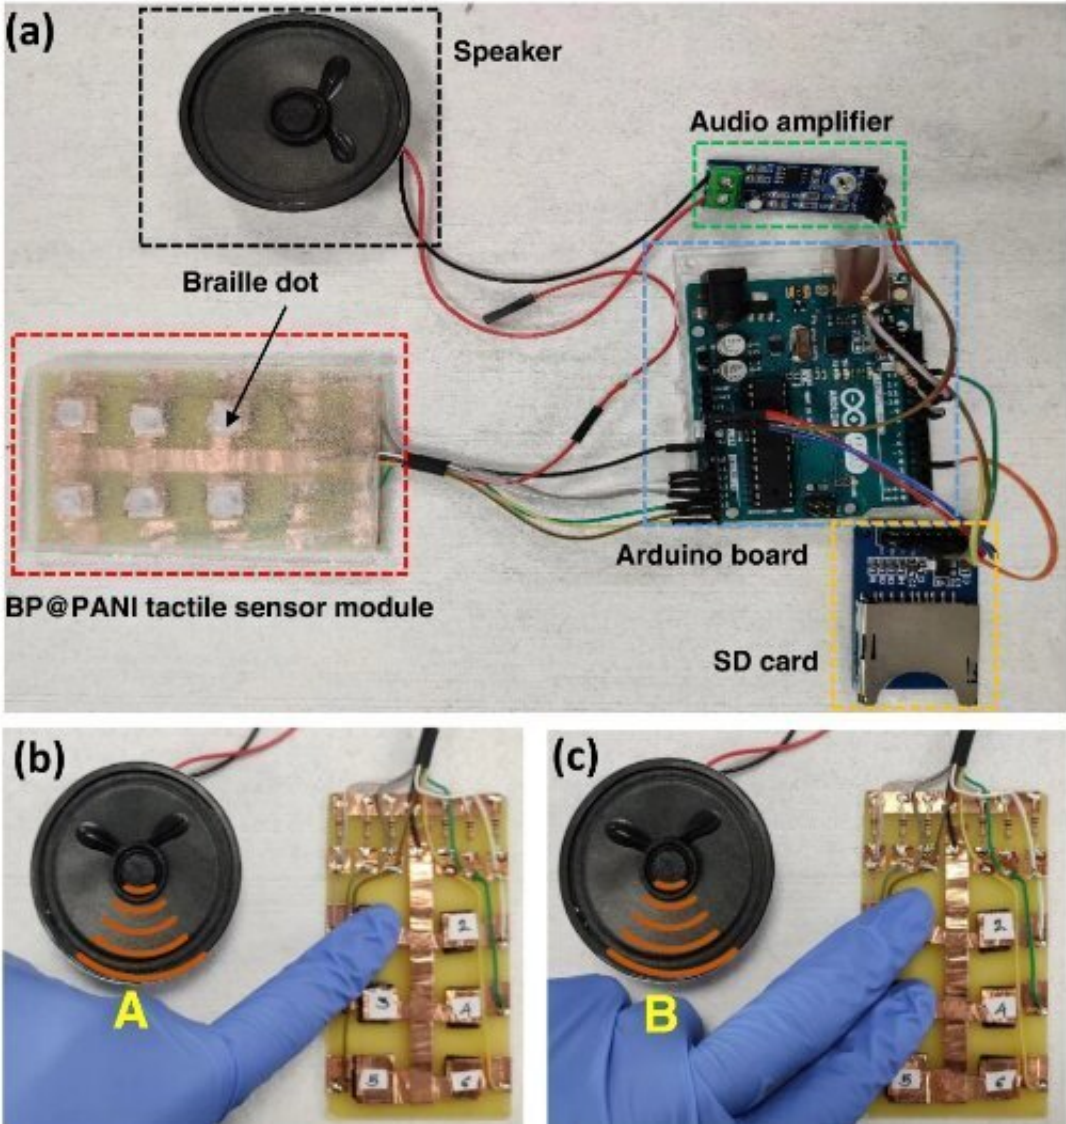 (a)
Speaker
Audio amplifier
Braille dot
Arduino board
BP@PANI tactile sensor module
SD card
(b)
A
2
3
4
5
6
(c)
B
2
4
5
6